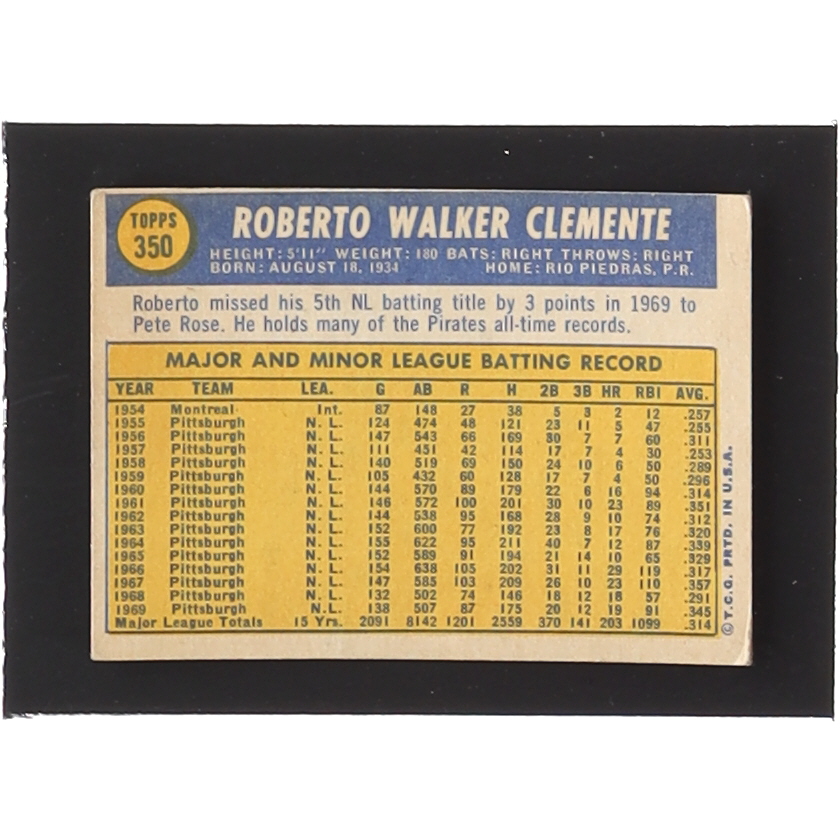 TOPPS
350
ROBERTO WALKER CLEMENTE
HEIGHT: 5'11" WEIGHT: 180 BATS: RIGHT THROWS: RIGHT
BORN: AUGUST 18, 1934 HOME: RIO PIEDRAS, P.R.
Roberto missed his 5th NL batting title by 3 points in 1969 to
Pete Rose. He holds many of the Pirates all-time records.
MAJOR AND MINOR LEAGUE BATTING RECORD
YEAR TEAM LEA. G AB R H 2B 3B HR RBI AVG.
1954 Montreal Int. 87 148 27 38 5 3 2 12 .257
1955 Pittsburgh N. L. 124 474 48 121 23 11 5 47 .255
1956 Pittsburgh N. L. 147 543 66 169 30 7 7 60 .311
1957 Pittsburgh N. L. 111 451 42 114 17 7 4 30 .253
1958 Pittsburgh N. L. 140 519 69 150 24 10 6 50 .289
1959 Pittsburgh N. L. 105 432 60 128 17 7 4 50 .296
1960 Pittsburgh N. L. 144 570 89 179 22 6 16 94 .314
1961 Pittsburgh N. L. 146 572 100 201 30 10 23 89 .351
1962 Pittsburgh N. L. 144 538 95 168 28 9 10 74 .312
1963 Pittsburgh N. L. 152 600 77 192 23 8 17 76 .320
1964 Pittsburgh N. L. 155 622 95 211 40 7 12 87 .339
1965 Pittsburgh N. L. 152 589 91 194 21 14 10 65 .329
1966 Pittsburgh N. L. 154 638 105 202 31 11 29 119 .317
1967 Pittsburgh N. L. 147 585 103 209 26 10 23 110 .357
1968 Pittsburgh N. L. 132 502 74 146 18 12 18 57 .291
1969 Pittsburgh N.L. 138 507 87 175 20 12 19 91 .345
Major League Totals 15 Yrs. 2091 8142 1201 2559 370 141 203 1099 .314
© T.C.G. PRTD. IN U.S.A.